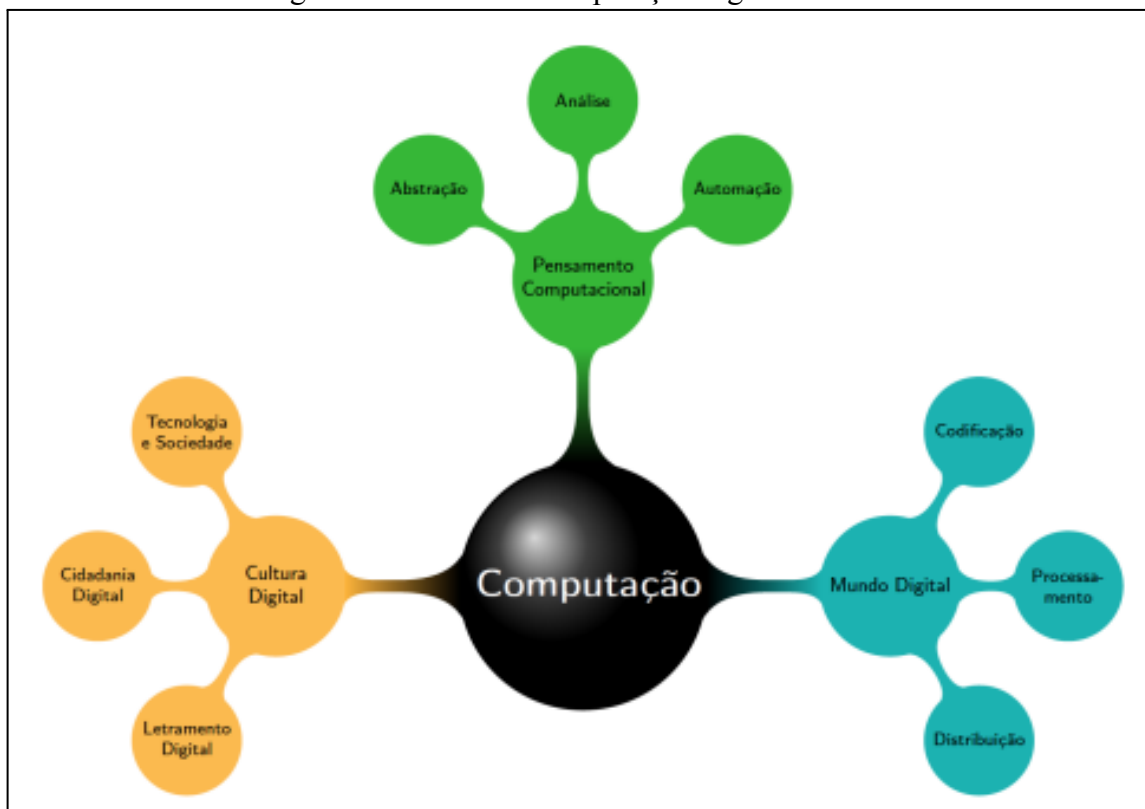 Análise
Abstração
Automação
Pensamento
Computacional
Tecnologia
e Sociedade
Codificação
Cidadania
Digital
Cultura
Digital
Computação
Mundo Digital
Processa-
mento
Letramento
Digital
Distribuição